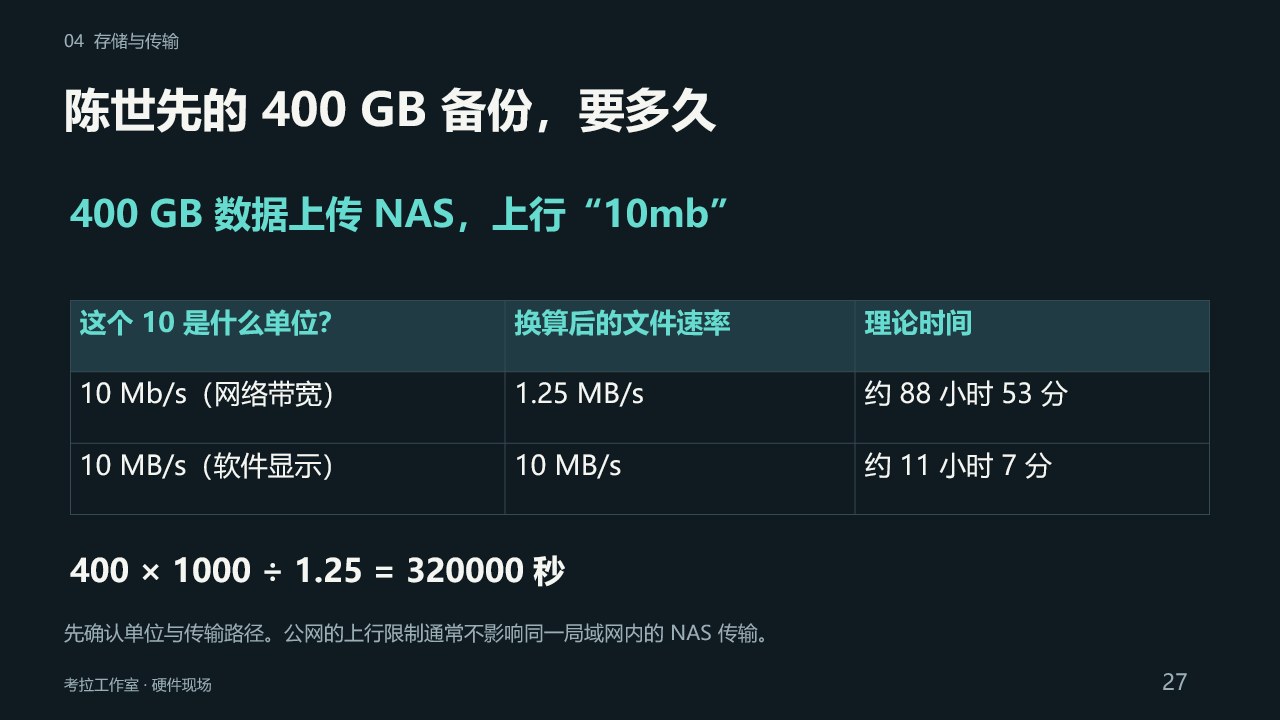 04 存储与传输
陈世先的 400 GB 备份，要多久
400 GB 数据上传 NAS，上行“10mb”
这个 10 是什么单位？ 换算后的文件速率 理论时间
10 Mb/s（网络带宽） 1.25 MB/s 约 88 小时 53 分
10 MB/s（软件显示） 10 MB/s 约 11 小时 7 分
400 × 1000 ÷ 1.25 = 320000 秒
先确认单位与传输路径。公网的上行限制通常不影响同一局域网内的 NAS 传输。
考拉工作室 · 硬件现场 27